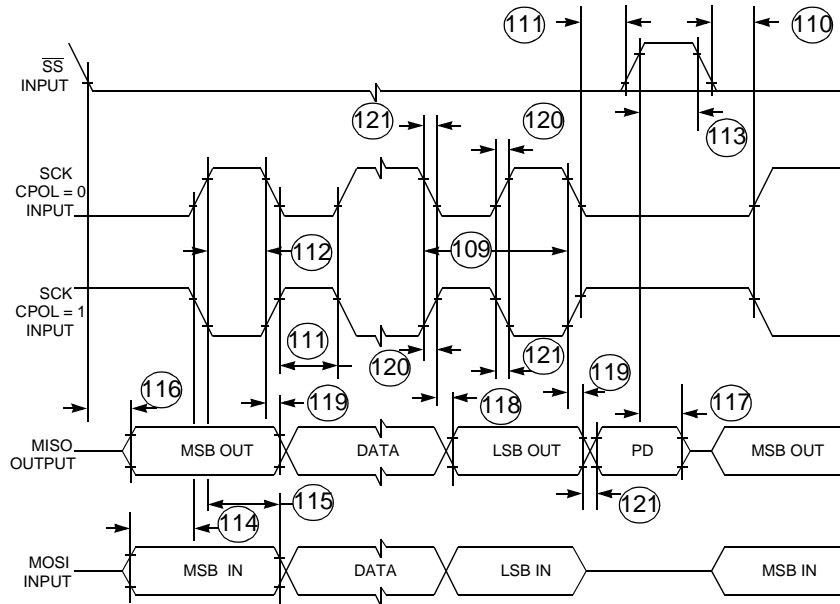 111
110
SS
INPUT
121
120
113
SCK
CPOL = 0
INPUT
112
109
SCK
CPOL = 1
INPUT
111
120
121
116
119
118
119
117
MISO
OUTPUT
MSB OUT
DATA
LSB OUT
PD
MSB OUT
115
121
114
MOSI
INPUT
MSB IN
DATA
LSB IN
MSB IN